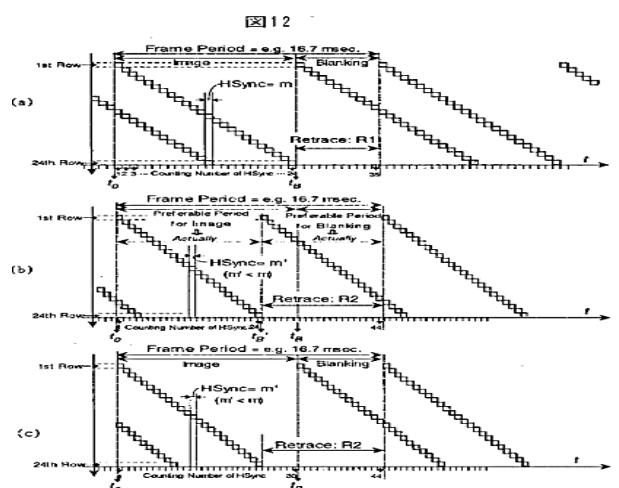 図12
Frame Period = e.g. 16.7 msec.
Image
Blanking
1st Row
HSync= m
(a)
Retrace: R1
24th Row
t
1 2 3 --- Counting Number of HSync --- 24
35
t0
tB
Frame Period = e.g. 16.7 msec.
1st Row
Preferable Period
for Image
Preferable Period
for Blanking
Actually
Actually
HSync= m'
(m' < m)
(b)
Retrace: R2
24th Row
t
Counting Number of HSync 24
44
t0
tB'
tB
Frame Period = e.g. 16.7 msec.
Image
Blanking
1st Row
HSync= m'
(m' < m)
(c)
Retrace: R2
24th Row
t
Counting Number of HSync
30
44